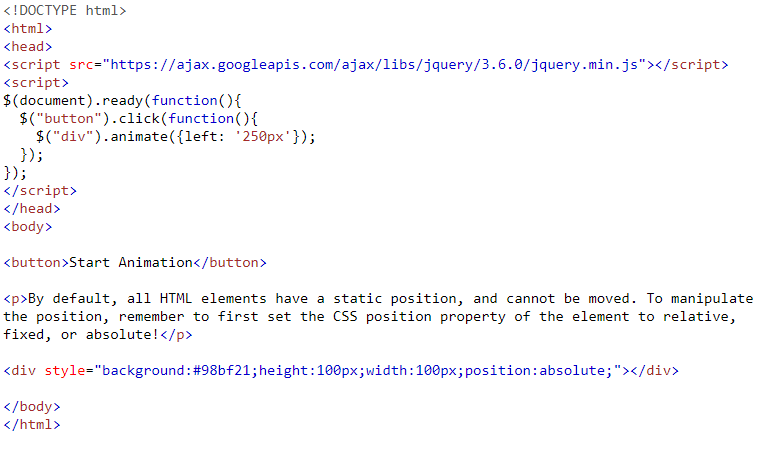 <!DOCTYPE html>
<html>
<head>
<script src="https://ajax.googleapis.com/ajax/libs/jquery/3.6.0/jquery.min.js"></script>
<script>
$(document).ready(function(){
  $("button").click(function(){
    $("div").animate({left: '250px'});
  });
});
</script>
</head>
<body>

<button>Start Animation</button>

<p>By default, all HTML elements have a static position, and cannot be moved. To manipulate
the position, remember to first set the CSS position property of the element to relative,
fixed, or absolute!</p>

<div style="background:#98bf21;height:100px;width:100px;position:absolute;"></div>

</body>
</html>